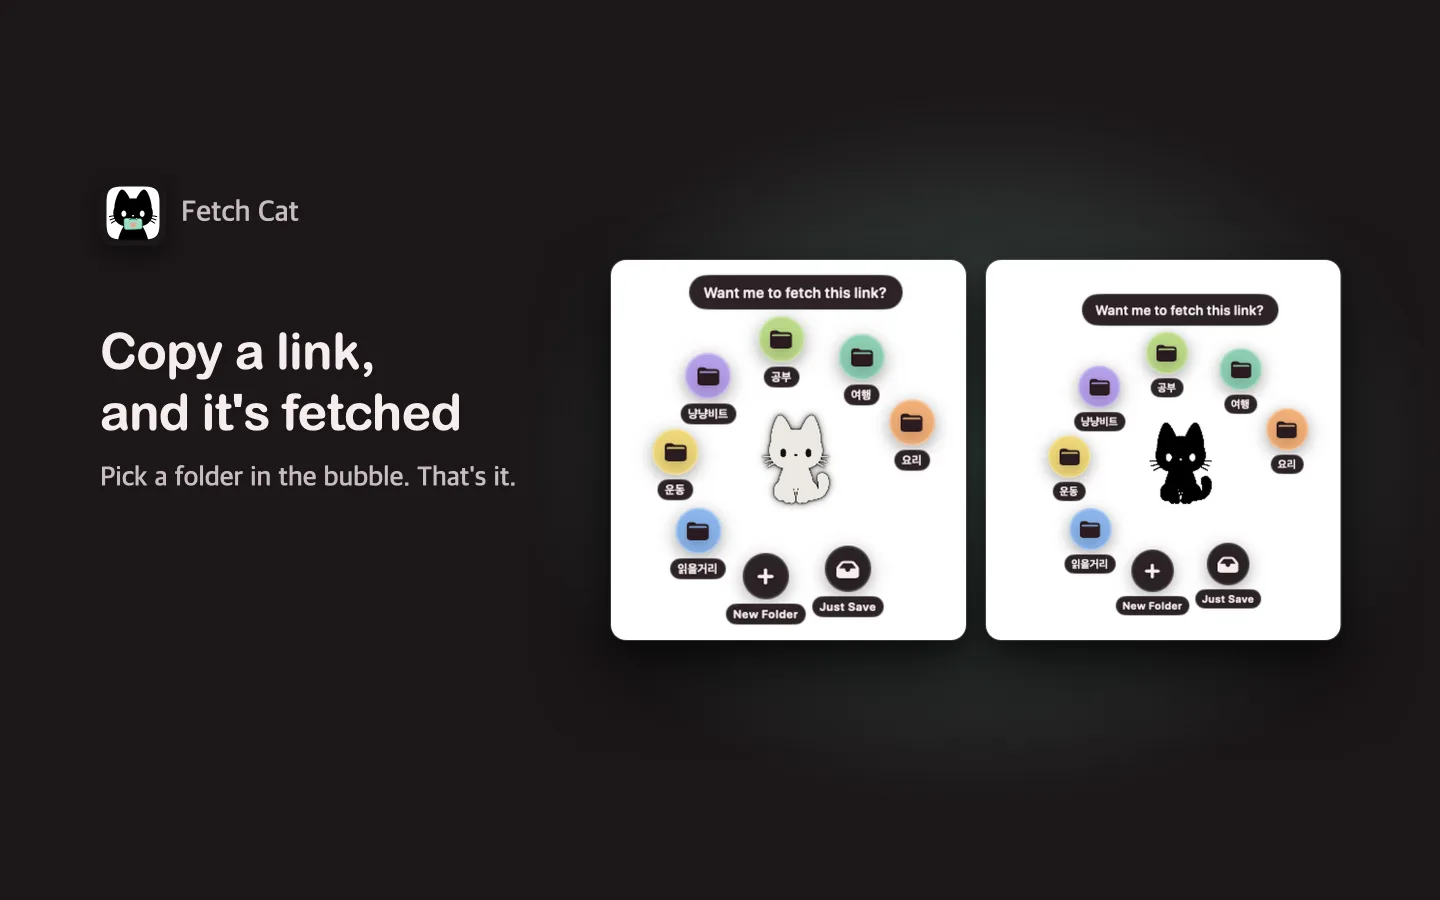 Fetch Cat
Copy a link,
and it's fetched
Pick a folder in the bubble. That's it.
Want me to fetch this link?
공부
여행
냥냥비트
요리
운동
읽을거리
New Folder
Just Save
Want me to fetch this link?
공부
여행
냥냥비트
요리
운동
읽을거리
New Folder
Just Save